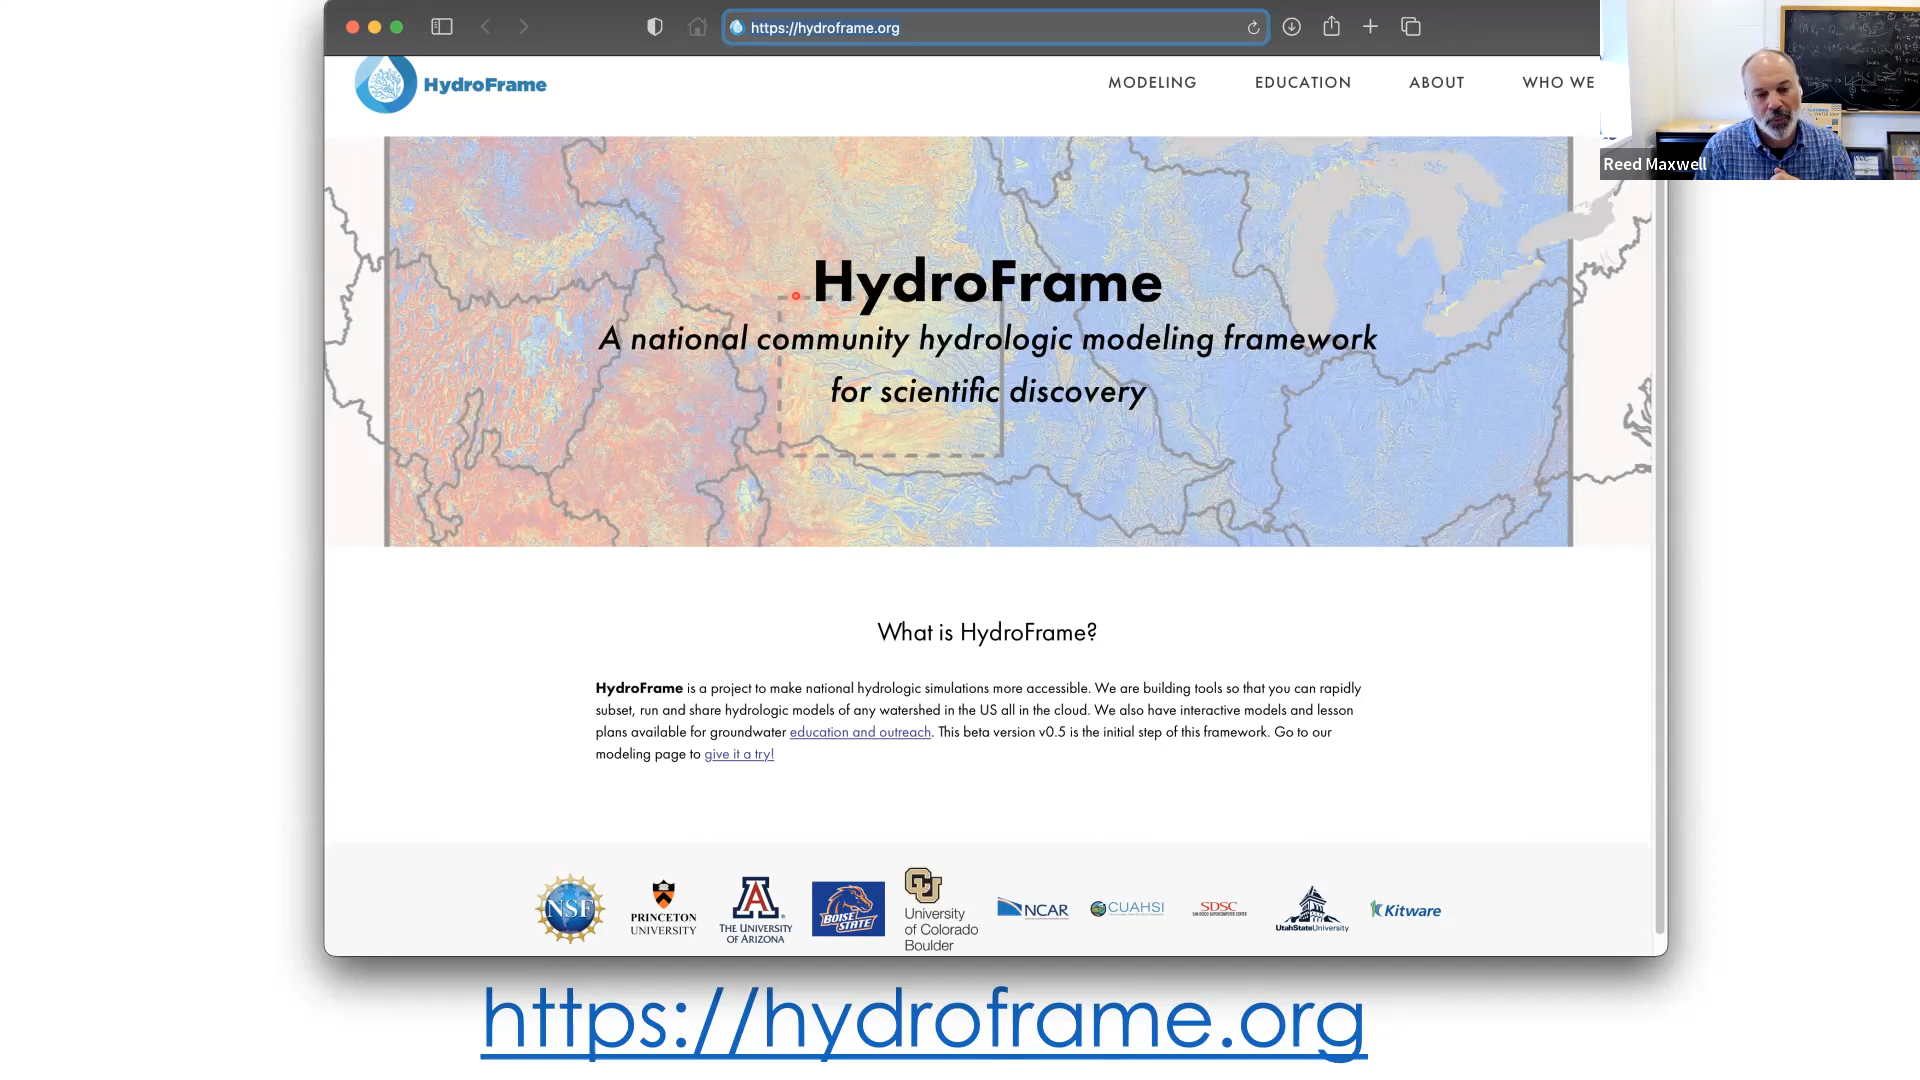 https://hydroframe.org
HydroFrame
MODELING
EDUCATION
ABOUT
WHO WE
Reed Maxwell
HydroFrame
A national community hydrologic modeling framework
for scientific discovery
What is HydroFrame?
HydroFrame is a project to make national hydrologic simulations more accessible. We are building tools so that you can rapidly
subset, run and share hydrologic models of any watershed in the US all in the cloud. We also have interactive models and lesson
plans available for groundwater education and outreach. This beta version v0.5 is the initial step of this framework. Go to our
modeling page to give it a try!
NSF
PRINCETON
UNIVERSITY
A
THE UNIVERSITY
OF ARIZONA
BOISE
STATE
CU
University
of Colorado
Boulder
NCAR
CUAHSI
SDSC
SAN DIEGO SUPERCOMPUTER CENTER
UtahStateUniversity
Kitware
https://hydroframe.org